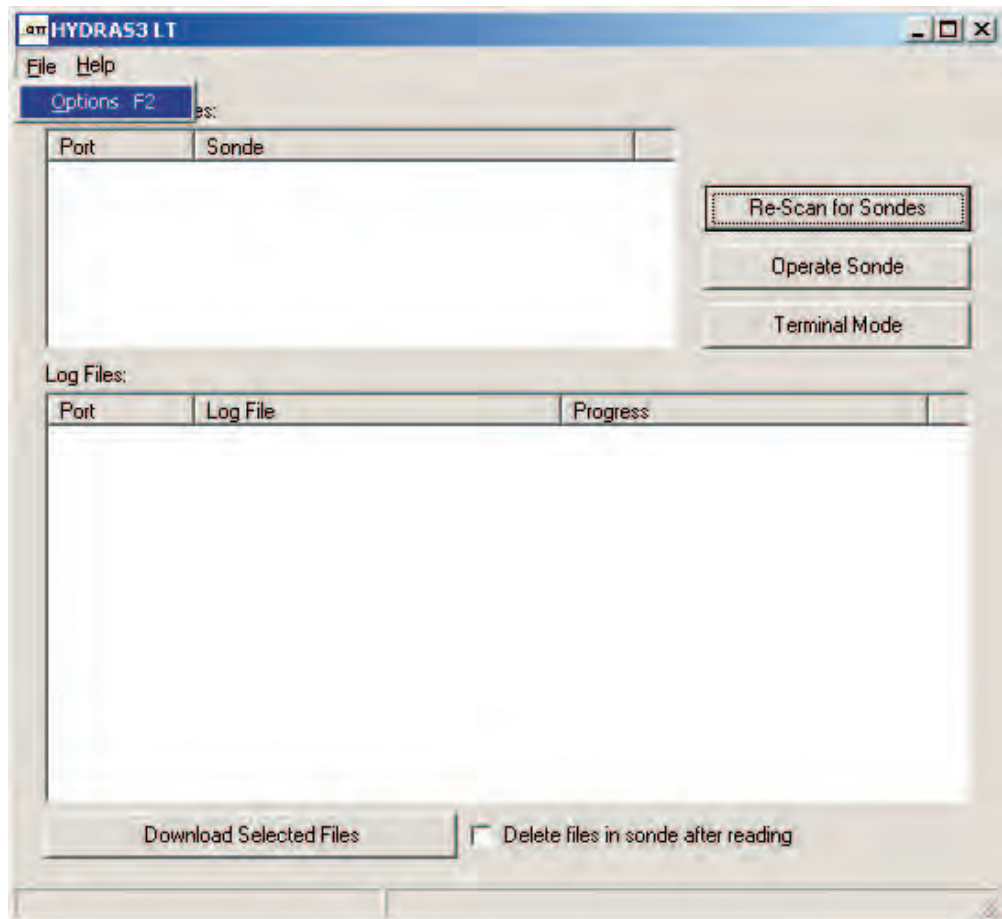 HYDRAS3 LT
File Help
Options F2
es:
Port Sonde
Re-Scan for Sondes
Operate Sonde
Terminal Mode
Log Files:
Port Log File Progress
Download Selected Files Delete files in sonde after reading